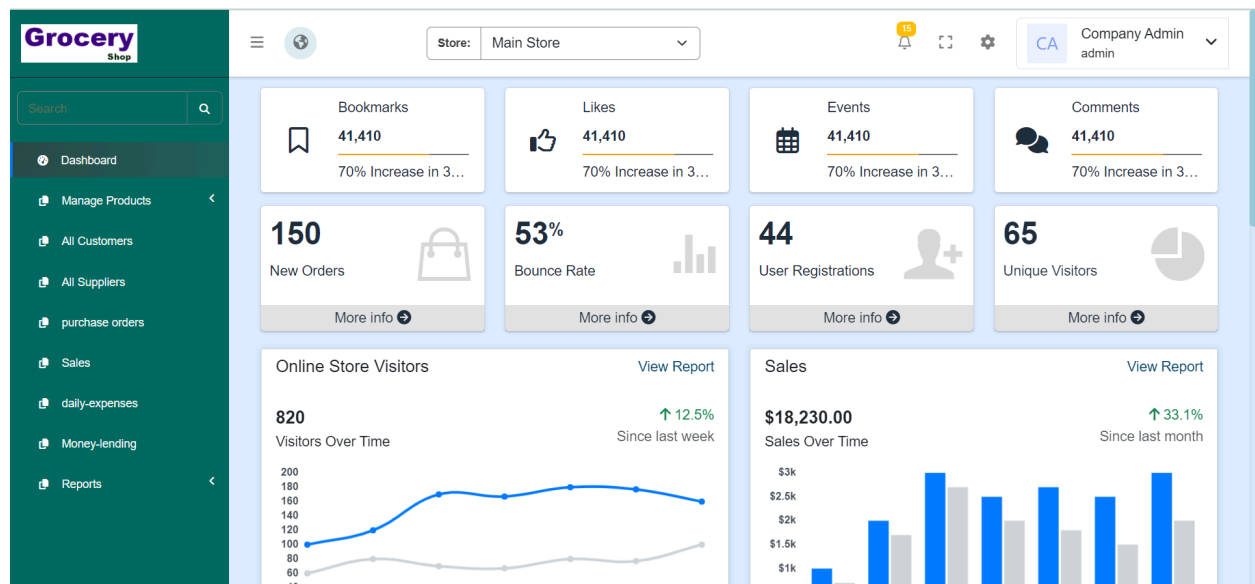 Grocery
Shop
Store: Main Store
15
CA
Company Admin
admin
Search
Dashboard
Manage Products
All Customers
All Suppliers
purchase orders
Sales
daily-expenses
Money-lending
Reports
Bookmarks
41,410
70% Increase in 3...
Likes
41,410
70% Increase in 3...
Events
41,410
70% Increase in 3...
Comments
41,410
70% Increase in 3...
150
New Orders
More info
53%
Bounce Rate
More info
44
User Registrations
More info
65
Unique Visitors
More info
Online Store Visitors
View Report
820
Visitors Over Time
12.5%
Since last week
200
180
160
140
120
100
80
60
Sales
View Report
$18,230.00
Sales Over Time
33.1%
Since last month
$3k
$2.5k
$2k
$1.5k
$1k